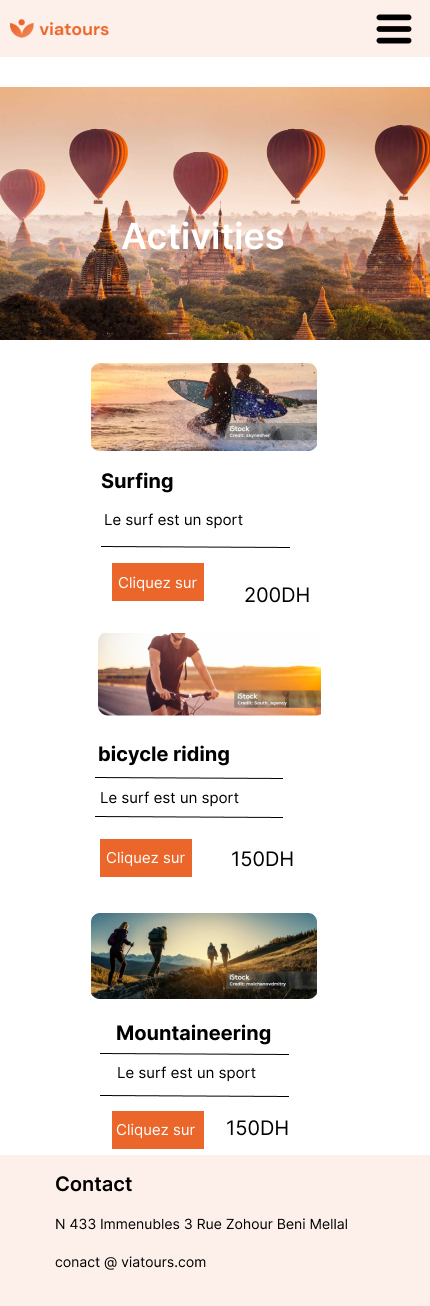 viatours
Activities
iStock
Credit: skynesher
Surfing
Le surf est un sport
Cliquez sur
200DH
iStock
Credit: South_agency
bicycle riding
Le surf est un sport
Cliquez sur
150DH
iStock
Credit: molchanovdmitry
Mountaineering
Le surf est un sport
Cliquez sur
150DH
Contact
N 433 Immenubles 3 Rue Zohour Beni Mellal
conact @ viatours.com